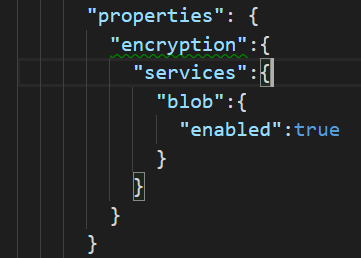 "properties": {
"encryption":{
"services":{
"blob":{
"enabled":true
}
}
}
}